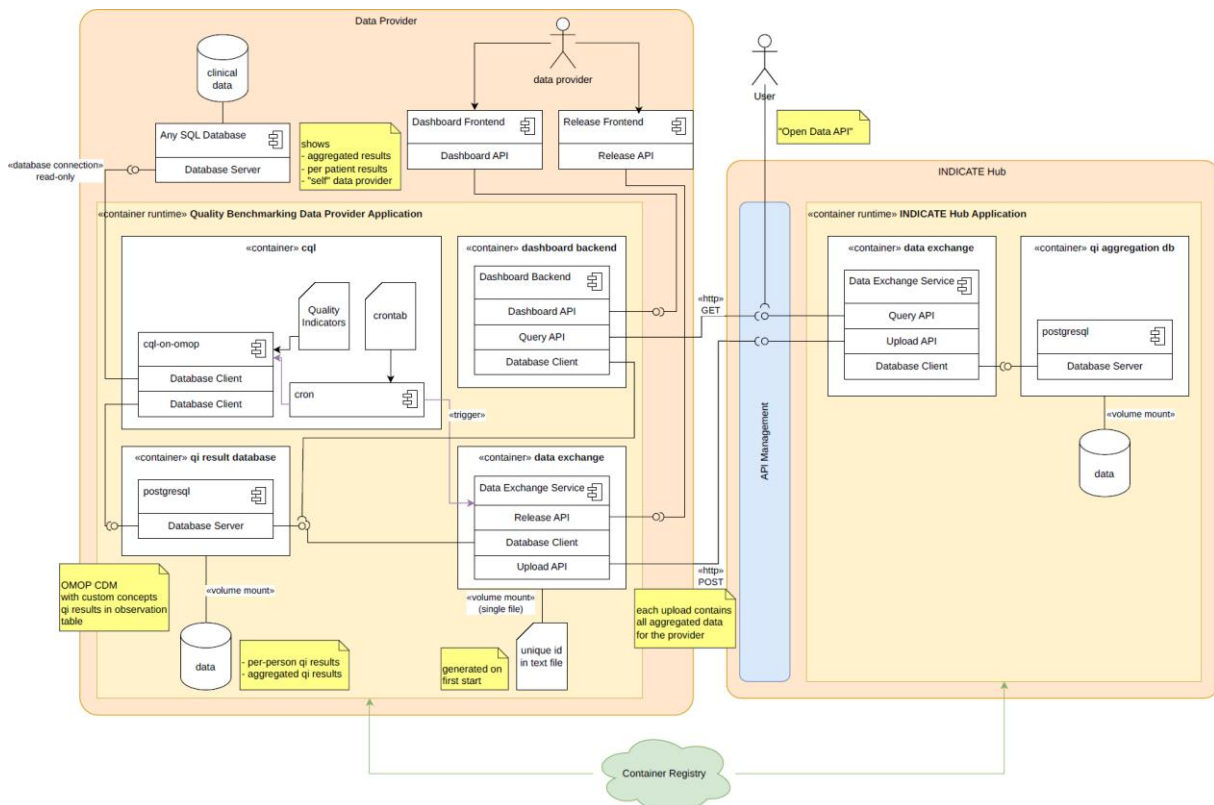 Data Provider
clinical
data
data provider
User
"Open Data API"
Any SQL Database
Database Server
shows
- aggregated results
- per patient results
- "self" data provider
Dashboard Frontend
Dashboard API
Release Frontend
Release API
«database connection»
read-only
INDICATE Hub
«container runtime» Quality Benchmarking Data Provider Application
«container» cql
Quality
Indicators
crontab
cql-on-omop
Database Client
Database Client
cron
«trigger»
«container» dashboard backend
Dashboard Backend
Dashboard API
Query API
Database Client
«http»
GET
API Management
«container runtime» INDICATE Hub Application
«container» data exchange
Data Exchange Service
Query API
Upload API
Database Client
«container» qi aggregation db
postgresql
Database Server
«volume mount»
data
«container» qi result database
postgresql
Database Server
«container» data exchange
Data Exchange Service
Release API
Database Client
Upload API
«http»
POST
OMOP CDM
with custom concepts
qi results in observation
table
«volume mount»
data
- per-person qi results
- aggregated qi results
«volume mount»
(single file)
generated on
first start
unique id
in text file
each upload contains
all aggregated data
for the provider
Container Registry